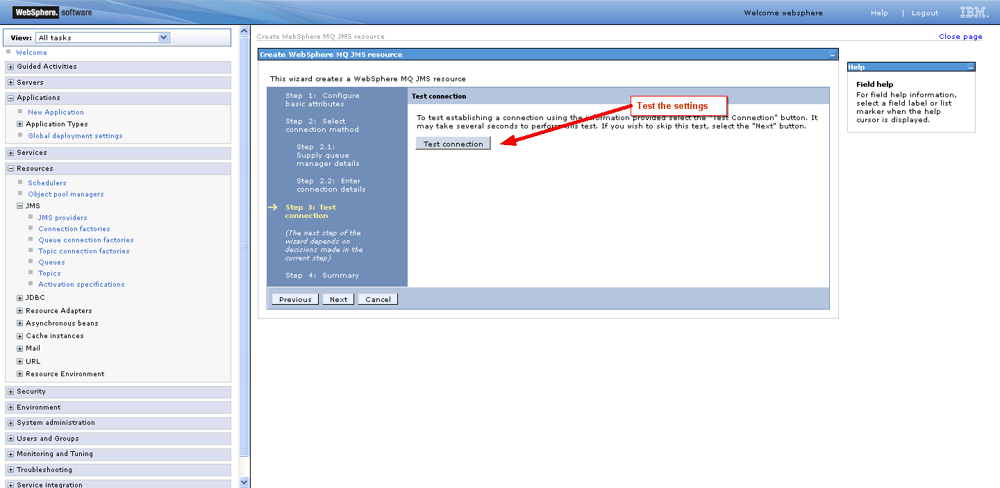 WebSphere. software
Welcome websphere
Help | Logout
IBM.
View: All tasks
Welcome
Guided Activities
Servers
Applications
New Application
Application Types
Global deployment settings
Services
Resources
Schedulers
Object pool managers
JMS
JMS providers
Connection factories
Queue connection factories
Topic connection factories
Queues
Topics
Activation specifications
JDBC
Resource Adapters
Asynchronous beans
Cache instances
Mail
URL
Resource Environment
Security
Environment
System administration
Users and Groups
Monitoring and Tuning
Troubleshooting
Service integration
Create WebSphere MQ JMS resource
Close page
Create WebSphere MQ JMS resource
This wizard creates a WebSphere MQ JMS resource
Step 1: Configure
basic attributes
Step 2: Select
connection method
Step 2.1:
Supply queue
manager details
Step 2.2: Enter
connection details
Step 3: Test
connection
(The next step of the
wizard depends on
decisions made in the
current step)
Step 4: Summary
Test connection
Test the settings
To test establishing a connection using the information provided select the "Test Connection" button. It
may take several seconds to perform this test. If you wish to skip this test, select the "Next" button.
Test connection
Previous
Next
Cancel
Help
Field help
For field help information,
select a field label or list
marker when the help
cursor is displayed.